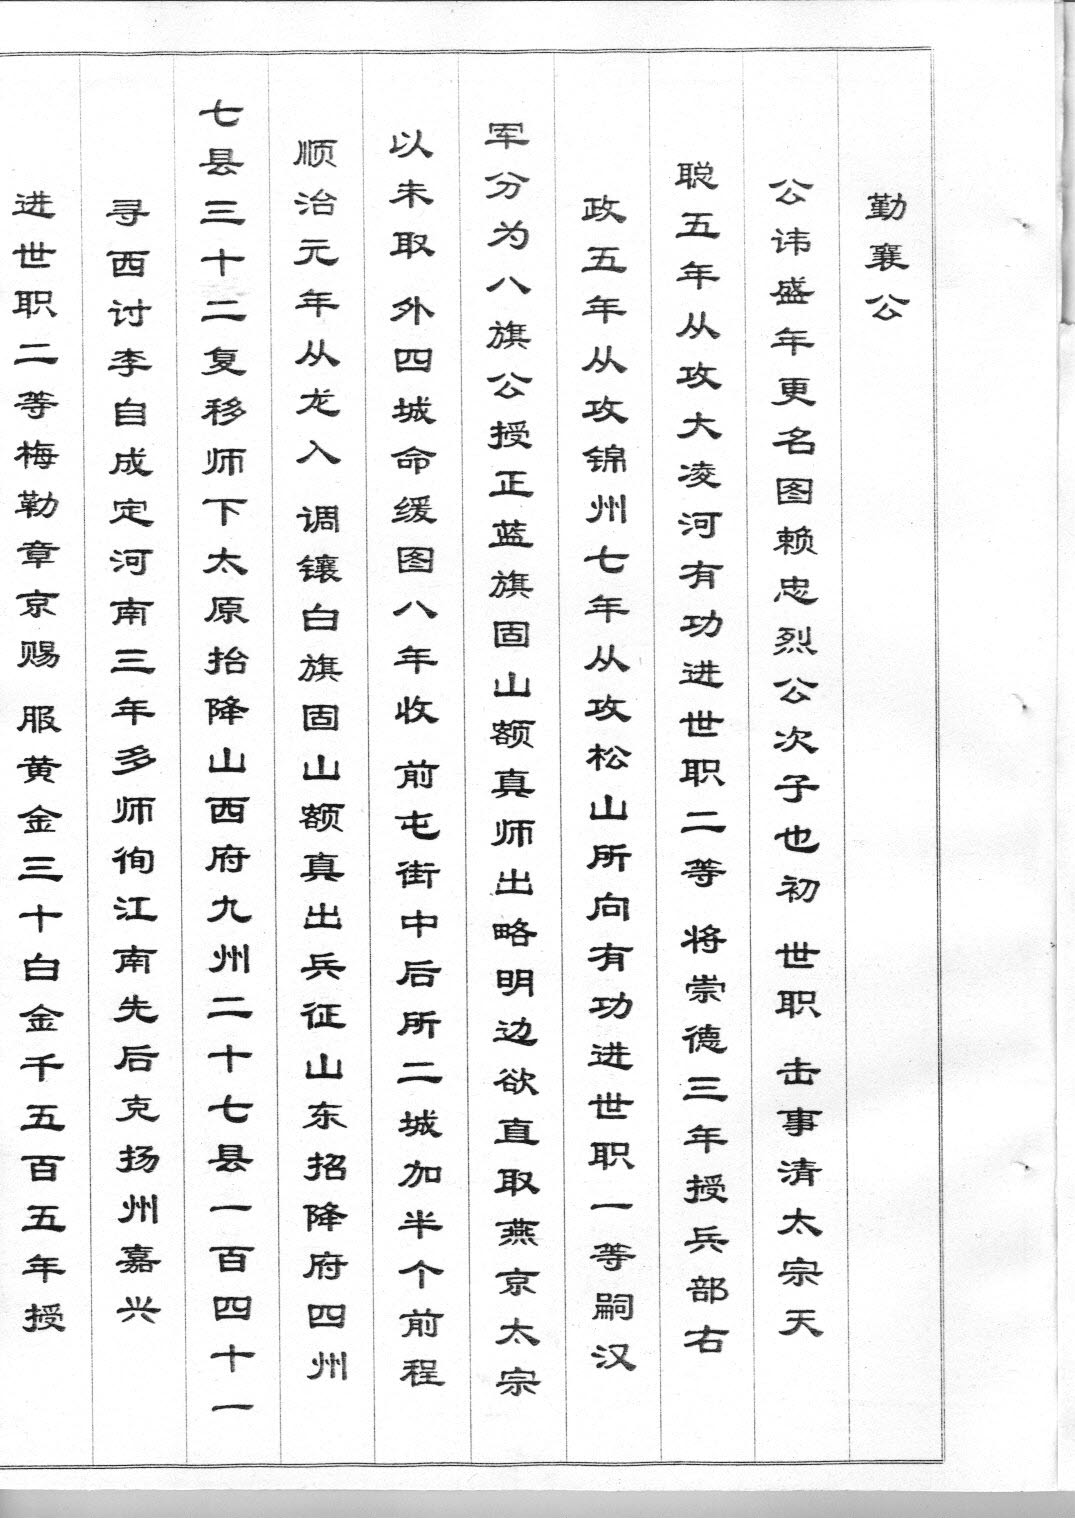 勤襄公
公讳盛年更名图赖忠烈公次子也初 世职 击事清太宗天
聪五年从攻大凌河有功进世职二等 将崇德三年授兵部右
政五年从攻锦州七年从攻松山所向有功进世职一等嗣汉
军分为八旗公授正蓝旗固山额真师出略明边欲直取燕京太宗
以未取 外四城命缓图八年收 前屯街中后所二城加半个前程
顺治元年从龙入 调镶白旗固山额真出兵征山东招降府四州
七县三十二复移师下太原抬降山西府九州二十七县一百四十一
寻西讨李自成定河南三年多师徇江南先后克扬州嘉兴
进世职二等梅勒章京赐 服黄金三十白金千五百五年授